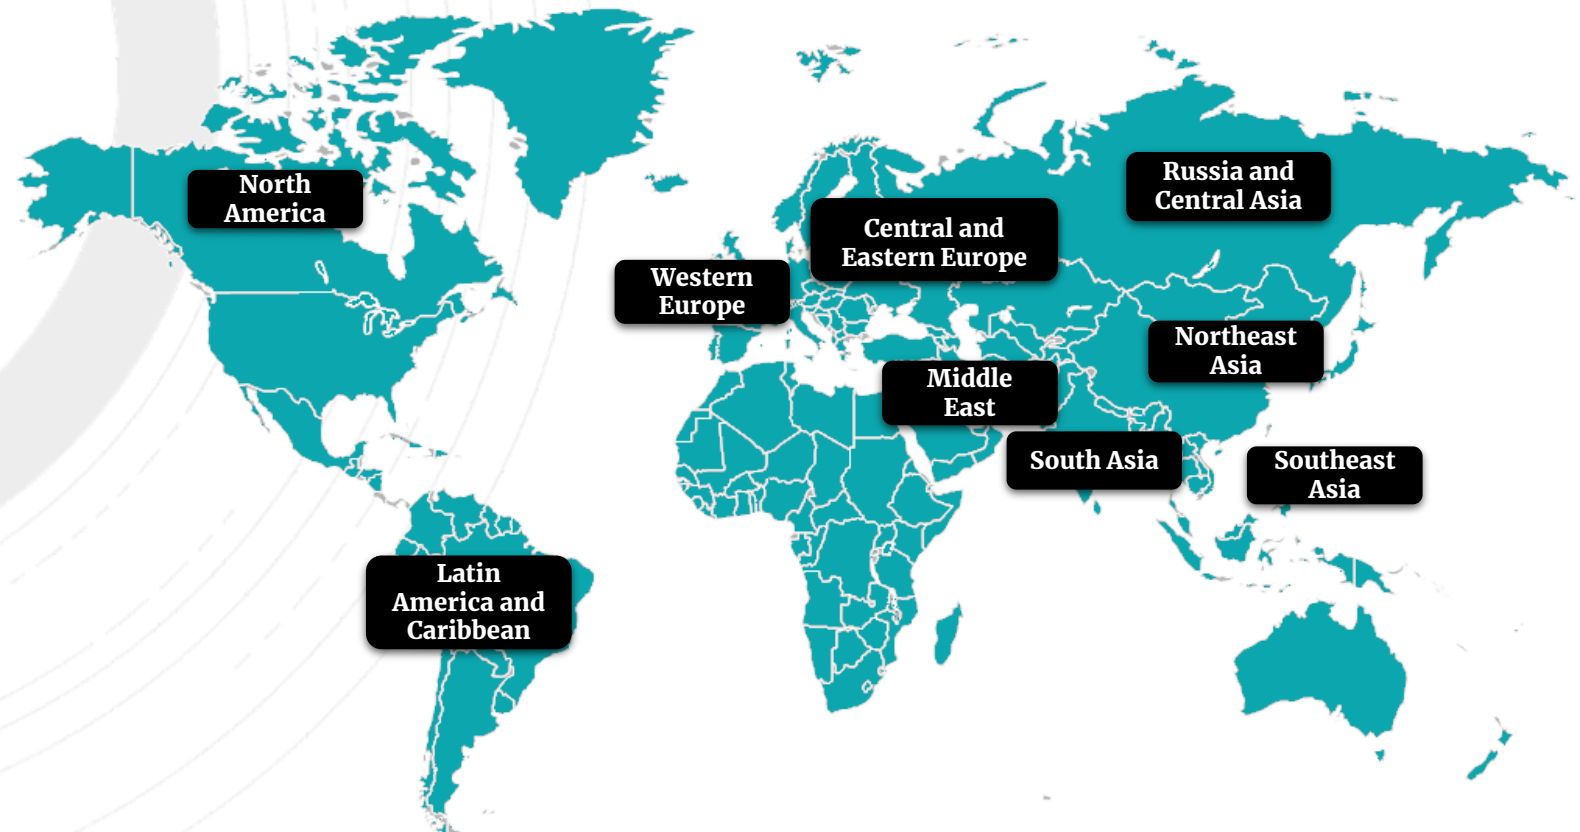 North
America
Russia and
Central Asia
Central and
Eastern Europe
Western
Europe
Northeast
Asia
Middle
East
South Asia
Southeast
Asia
Latin
America and
Caribbean